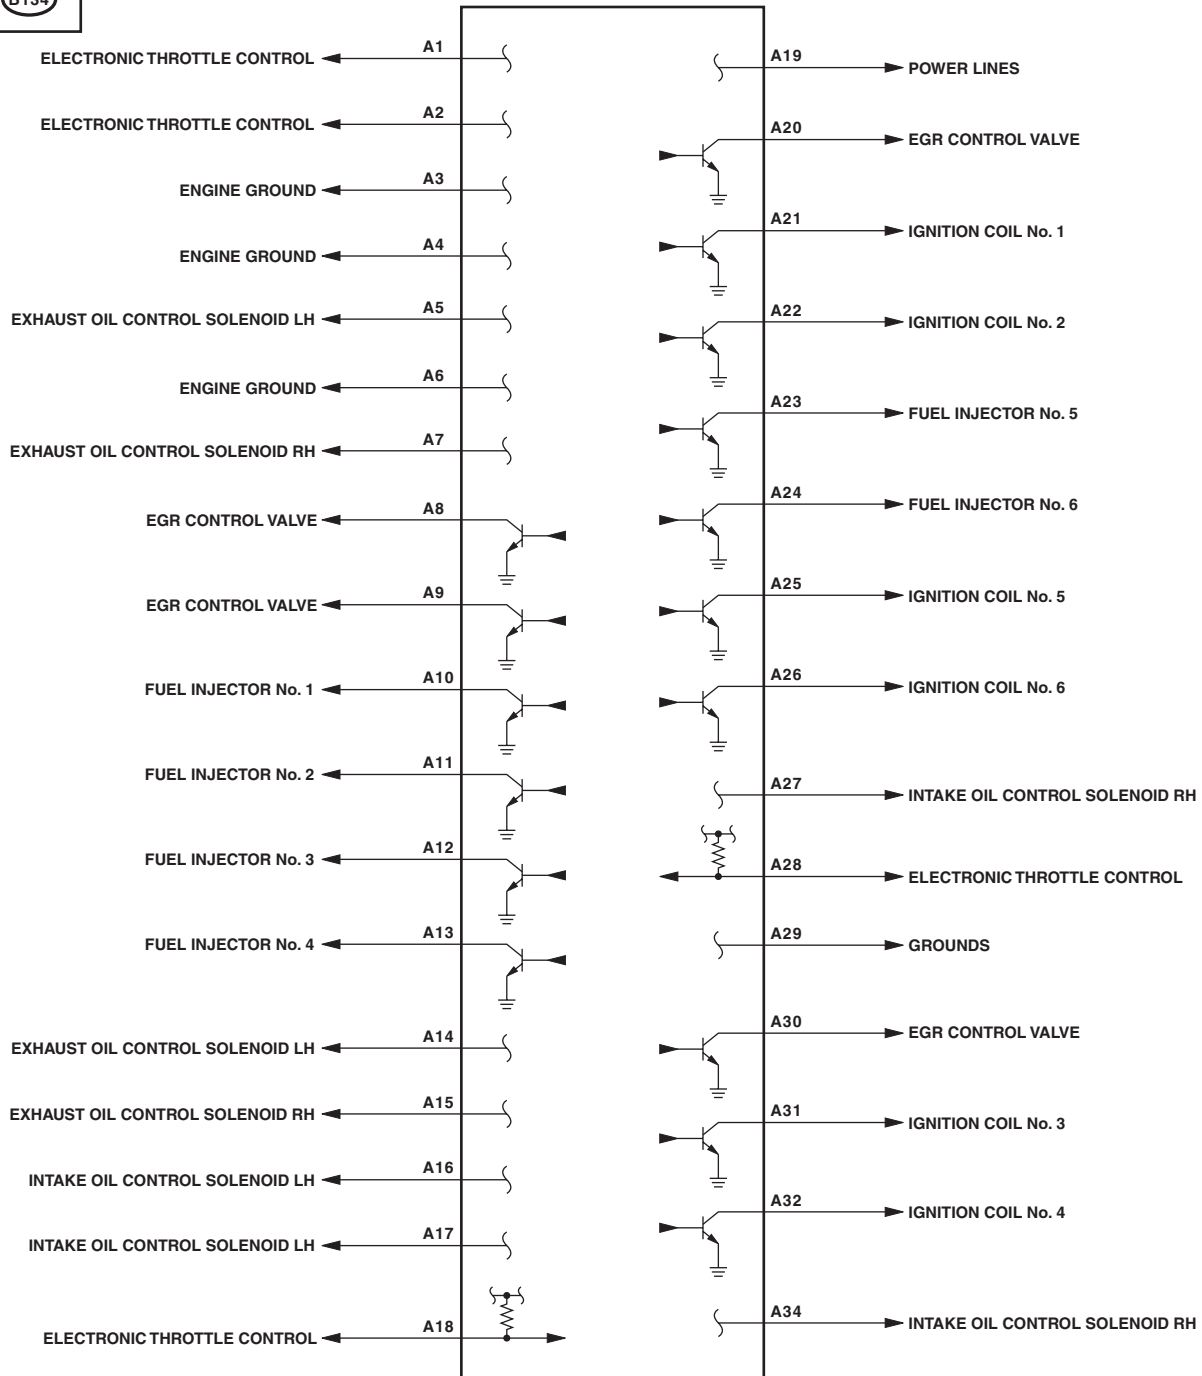 B134
A1
ELECTRONIC THROTTLE CONTROL
A2
ELECTRONIC THROTTLE CONTROL
A3
ENGINE GROUND
A4
ENGINE GROUND
A5
EXHAUST OIL CONTROL SOLENOID LH
A6
ENGINE GROUND
A7
EXHAUST OIL CONTROL SOLENOID RH
A8
EGR CONTROL VALVE
A9
EGR CONTROL VALVE
A10
FUEL INJECTOR No. 1
A11
FUEL INJECTOR No. 2
A12
FUEL INJECTOR No. 3
A13
FUEL INJECTOR No. 4
A14
EXHAUST OIL CONTROL SOLENOID LH
A15
EXHAUST OIL CONTROL SOLENOID RH
A16
INTAKE OIL CONTROL SOLENOID LH
A17
INTAKE OIL CONTROL SOLENOID LH
A18
ELECTRONIC THROTTLE CONTROL
A19
POWER LINES
A20
EGR CONTROL VALVE
A21
IGNITION COIL No. 1
A22
IGNITION COIL No. 2
A23
FUEL INJECTOR No. 5
A24
FUEL INJECTOR No. 6
A25
IGNITION COIL No. 5
A26
IGNITION COIL No. 6
A27
INTAKE OIL CONTROL SOLENOID RH
A28
ELECTRONIC THROTTLE CONTROL
A29
GROUNDS
A30
EGR CONTROL VALVE
A31
IGNITION COIL No. 3
A32
IGNITION COIL No. 4
A34
INTAKE OIL CONTROL SOLENOID RH